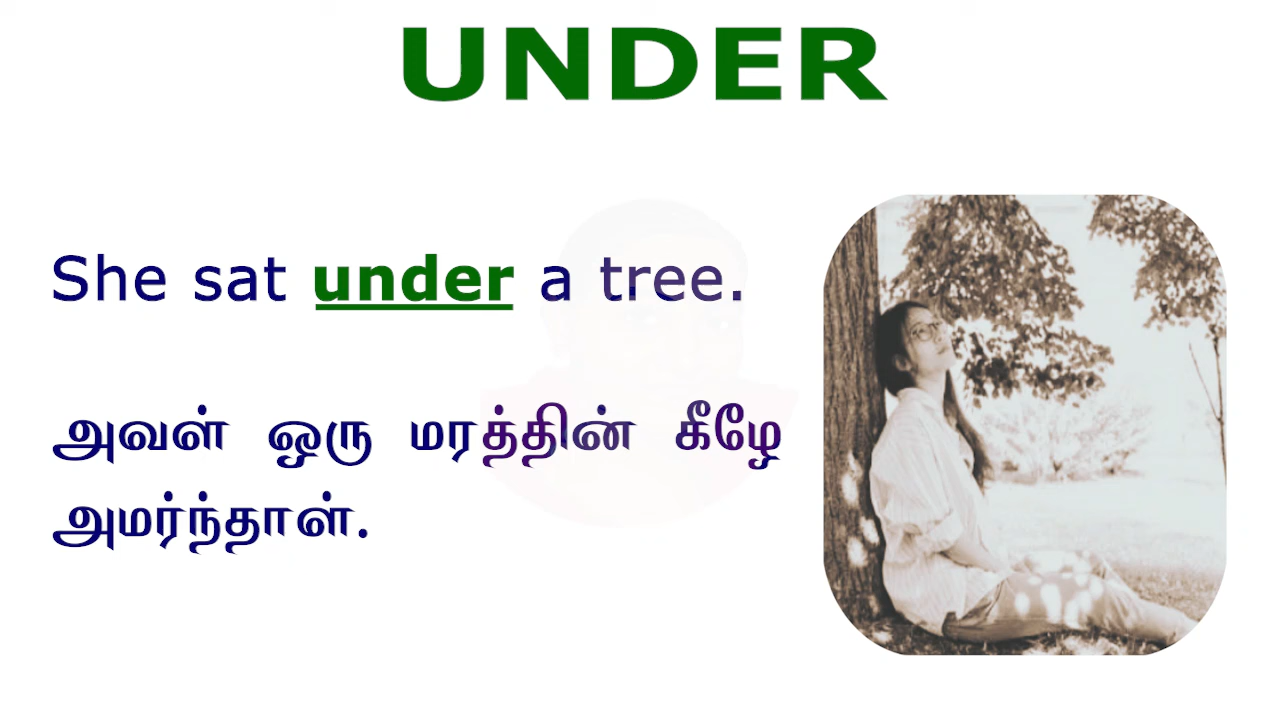 UNDER
She sat under a tree.
அவள் ஒரு மரத்தின் கீழே
அமர்ந்தாள்.